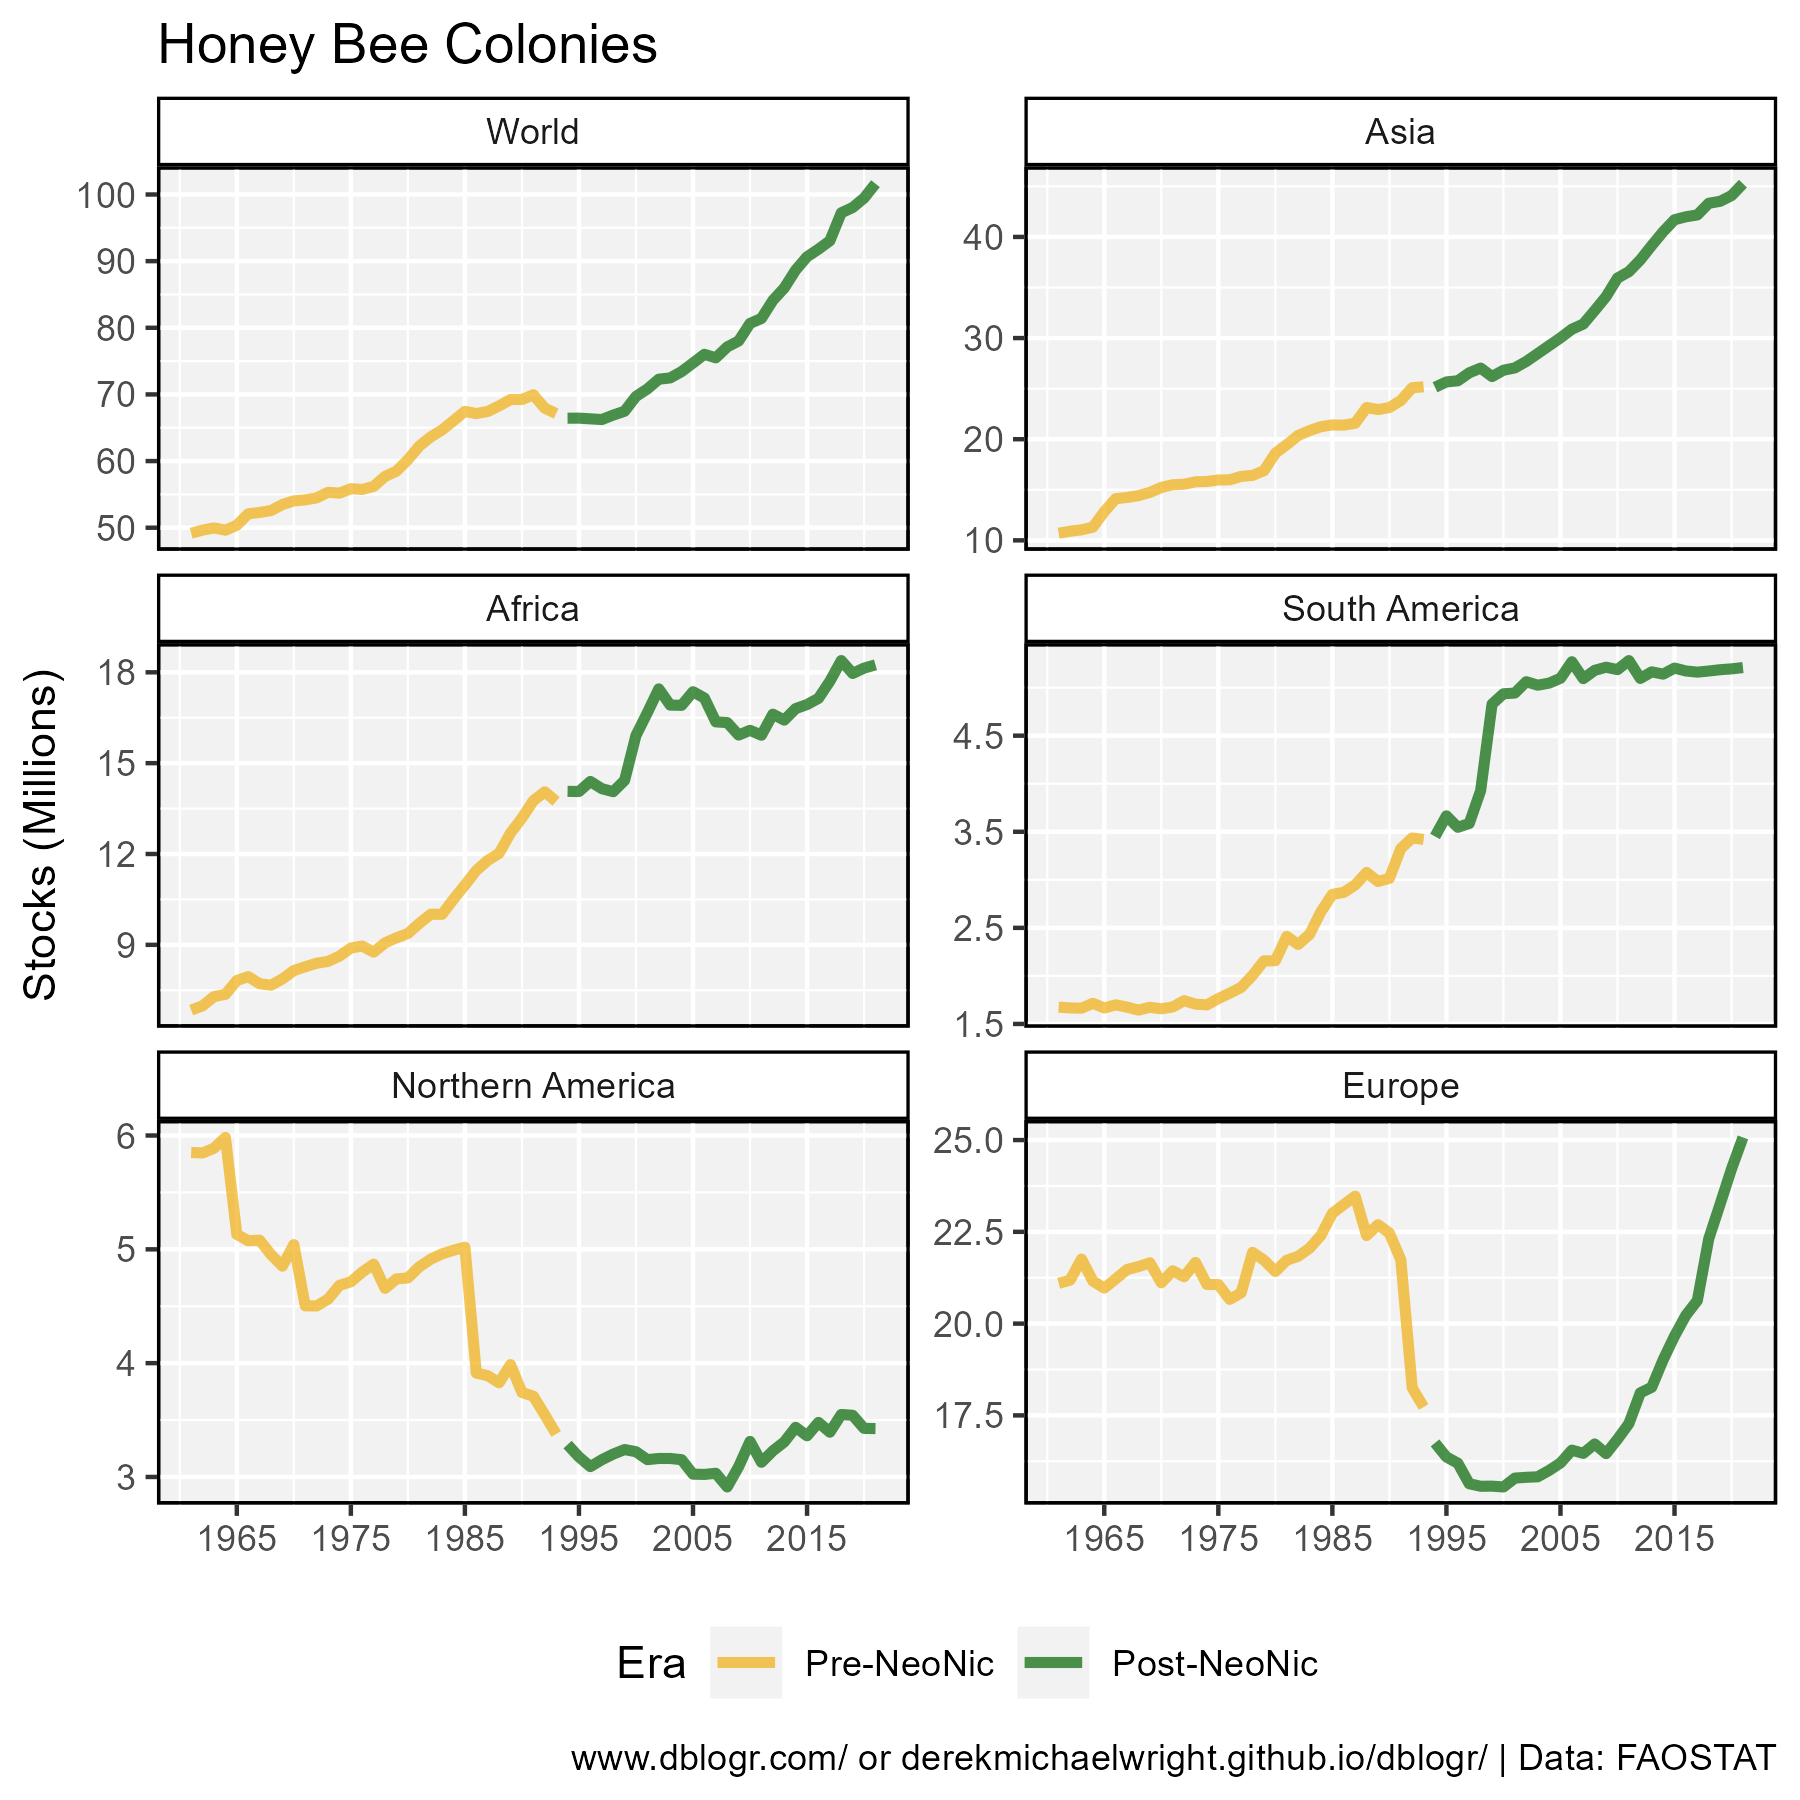 Honey Bee Colonies
World
Asia
100
90
80
70
60
50
40
30
20
10
Africa
South America
Stocks (Millions)
18
15
12
9
4.5
3.5
2.5
1.5
Northern America
Europe
6
5
4
3
25.0
22.5
20.0
17.5
1965 1975 1985 1995 2005 2015
1965 1975 1985 1995 2005 2015
Era Pre-NeoNic Post-NeoNic
www.dblogr.com/ or derekmichaelwright.github.io/dblogr/ | Data: FAOSTAT